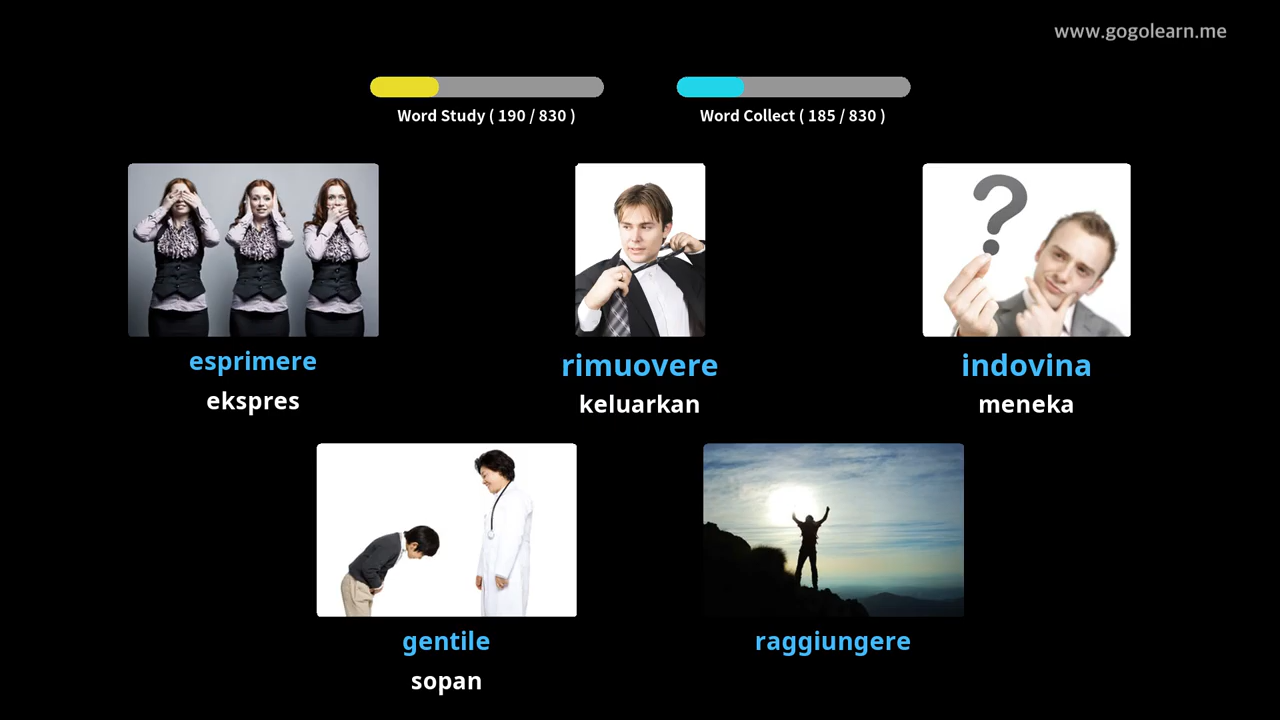 www.gogolearn.me
Word Study ( 190 / 830 )
Word Collect ( 185 / 830 )
esprimere
ekspres
rimuovere
keluarkan
indovina
meneka
gentile
sopan
raggiungere